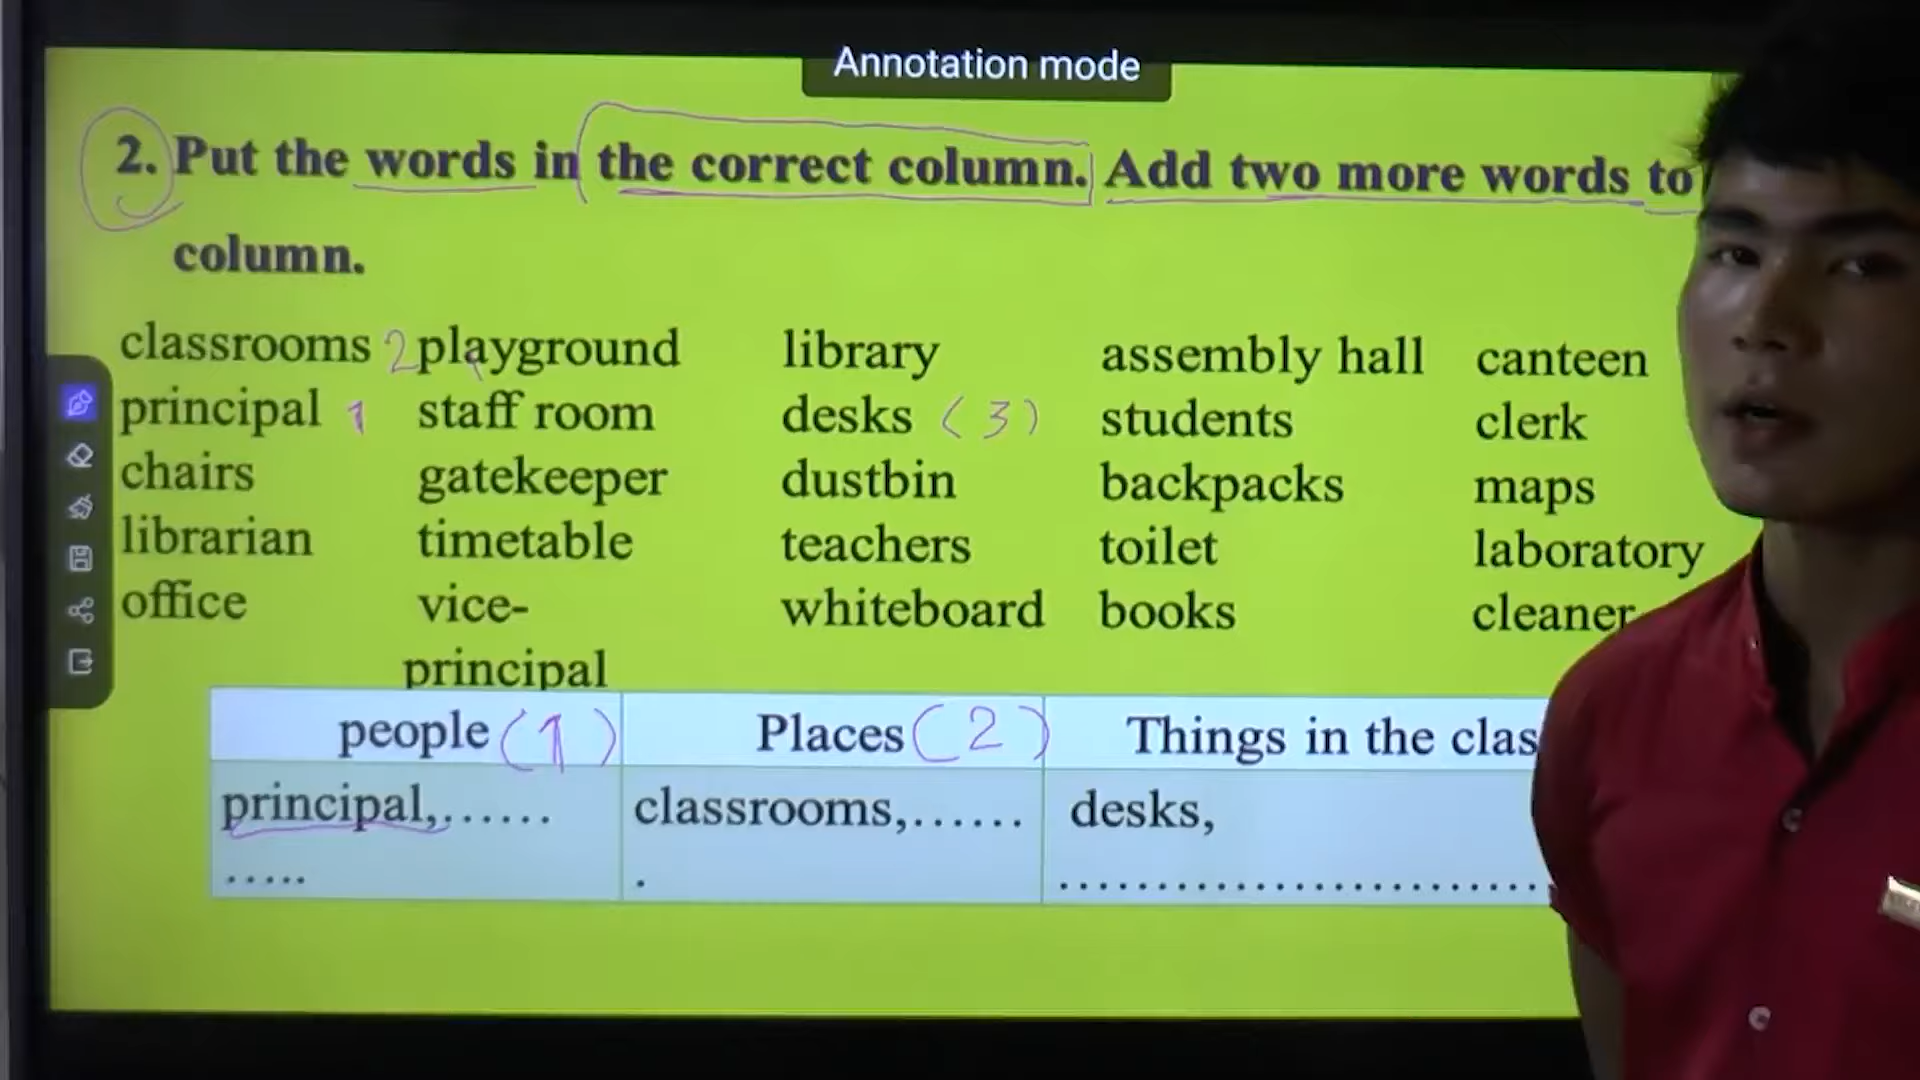 Annotation mode
2. Put the words in the correct column. Add two more words to
column.
classrooms 2 playground library assembly hall canteen
principal 1 staff room desks (3) students clerk
chairs gatekeeper dustbin backpacks maps
librarian timetable teachers toilet laboratory
office vice- whiteboard books cleaner
principal
people (1) Places (2) Things in the clas
principal,...... classrooms,...... desks,
..... . .........................